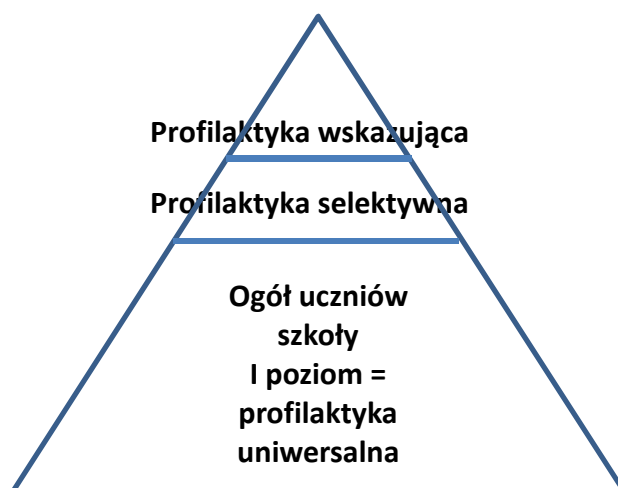 Profilaktyka wskazująca
Profilaktyka selektywna
Ogół uczniów
szkoły
I poziom =
profilaktyka
uniwersalna